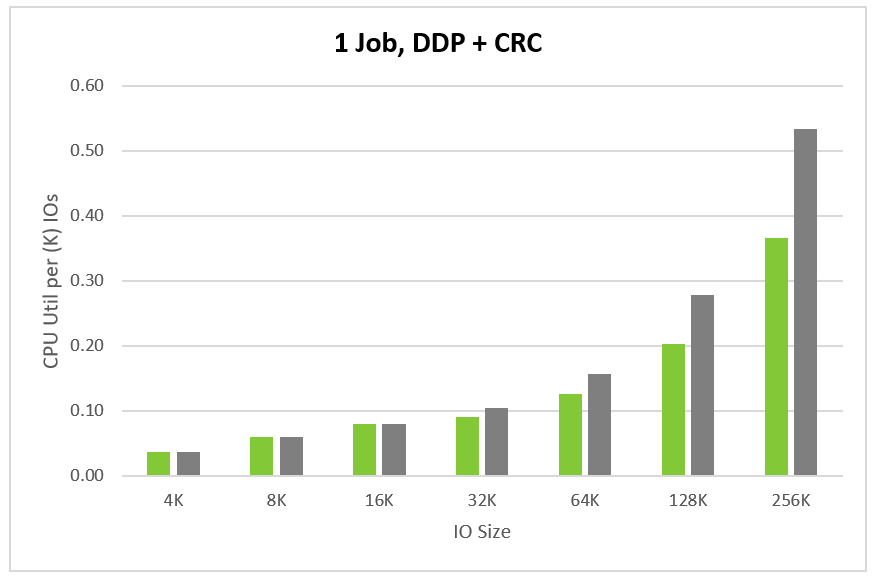 1 Job, DDP + CRC
CPU Util per (K) IOs
0.60
0.50
0.40
0.30
0.20
0.10
0.00
4K 8K 16K 32K 64K 128K 256K
IO Size